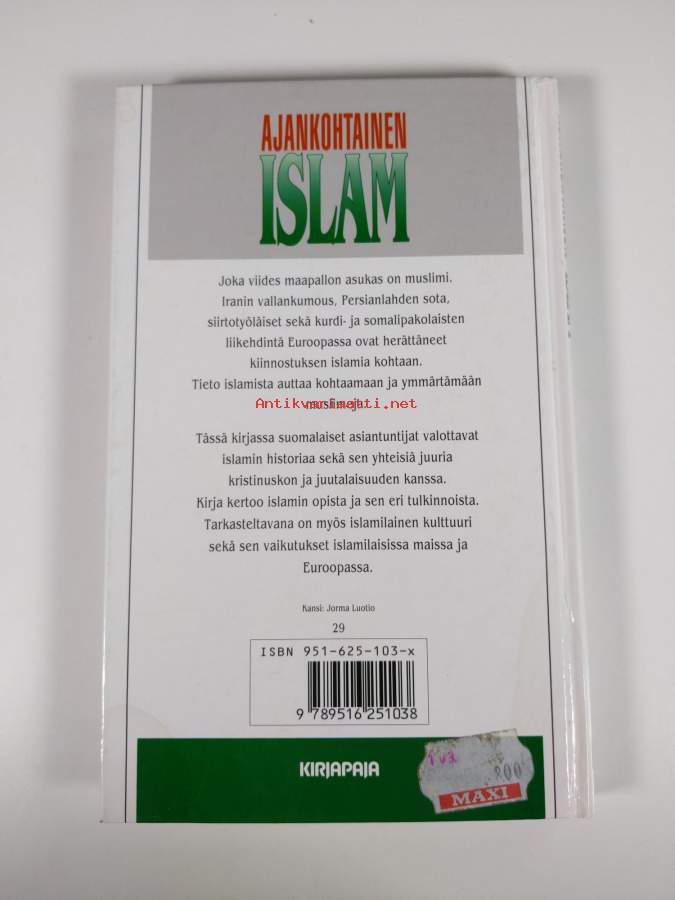 AJANKOHTAINEN
ISLAM
Joka viides maapallon asukas on muslimi.
Iranin vallankumous, Persianlahden sota,
siirtotyöläiset sekä kurdi- ja somalipakolaisten
liikehdintä Euroopassa ovat herättäneet
kiinnostuksen islamia kohtaan.
Tieto islamista auttaa kohtaamaan ja ymmärtämään
muslimeja.
Antikvariaatti.net
Tässä kirjassa suomalaiset asiantuntijat valottavat
islamin historiaa sekä sen yhteisiä juuria
kristinuskon ja juutalaisuuden kanssa.
Kirja kertoo islamin opista ja sen eri tulkinnoista.
Tarkasteltavana on myös islamilainen kulttuuri
sekä sen vaikutukset islamilaisissa maissa ja
Euroopassa.
Kansi: Jorma Luotio
29
ISBN 951-625-103-x
9 789516 251038
KIRJAPAJA
800
MAXI